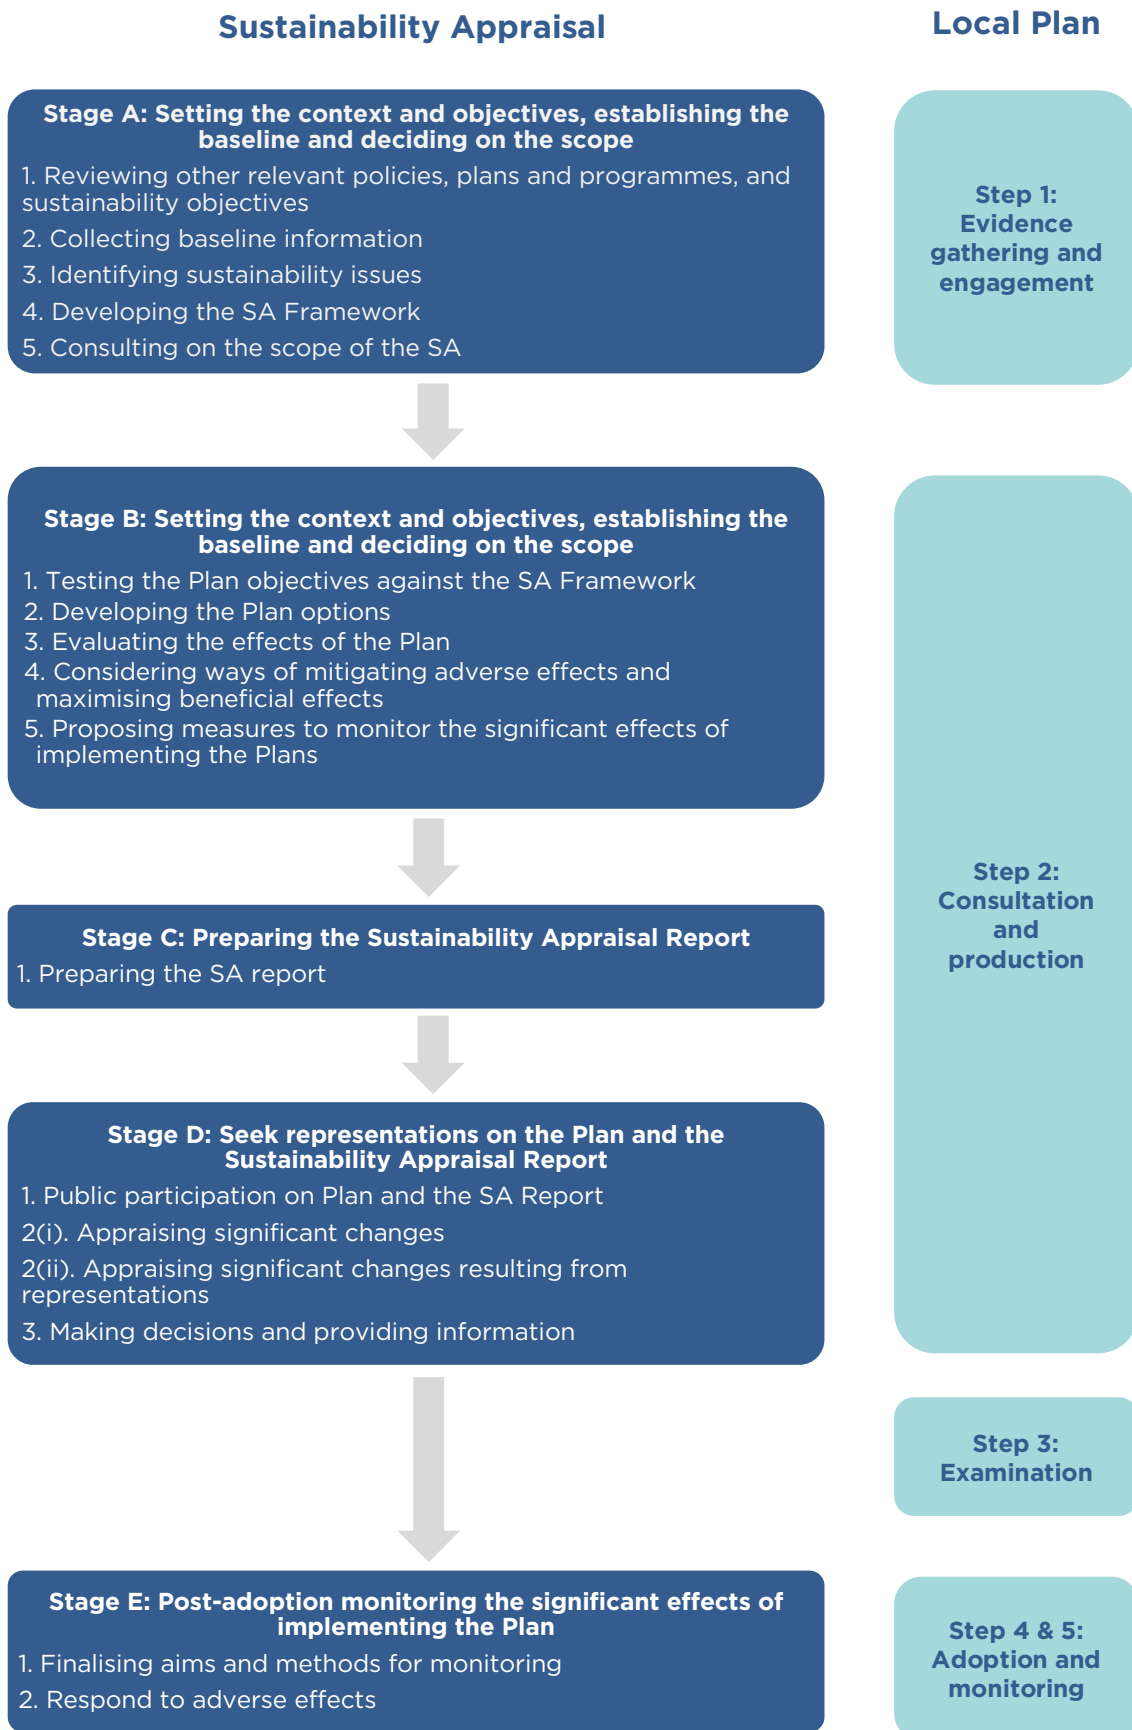 Sustainability Appraisal
Local Plan
Stage A: Setting the context and objectives, establishing the
baseline and deciding on the scope
1. Reviewing other relevant policies, plans and programmes, and
sustainability objectives
2. Collecting baseline information
3. Identifying sustainability issues
4. Developing the SA Framework
5. Consulting on the scope of the SA
Step 1:
Evidence
gathering and
engagement
Stage B: Setting the context and objectives, establishing the
baseline and deciding on the scope
1. Testing the Plan objectives against the SA Framework
2. Developing the Plan options
3. Evaluating the effects of the Plan
4. Considering ways of mitigating adverse effects and
maximising beneficial effects
5. Proposing measures to monitor the significant effects of
implementing the Plans
Stage C: Preparing the Sustainability Appraisal Report
1. Preparing the SA report
Stage D: Seek representations on the Plan and the
Sustainability Appraisal Report
1. Public participation on Plan and the SA Report
2(i). Appraising significant changes
2(ii). Appraising significant changes resulting from
representations
3. Making decisions and providing information
Step 2:
Consultation
and
production
Step 3:
Examination
Stage E: Post-adoption monitoring the significant effects of
implementing the Plan
1. Finalising aims and methods for monitoring
2. Respond to adverse effects
Step 4 & 5:
Adoption and
monitoring